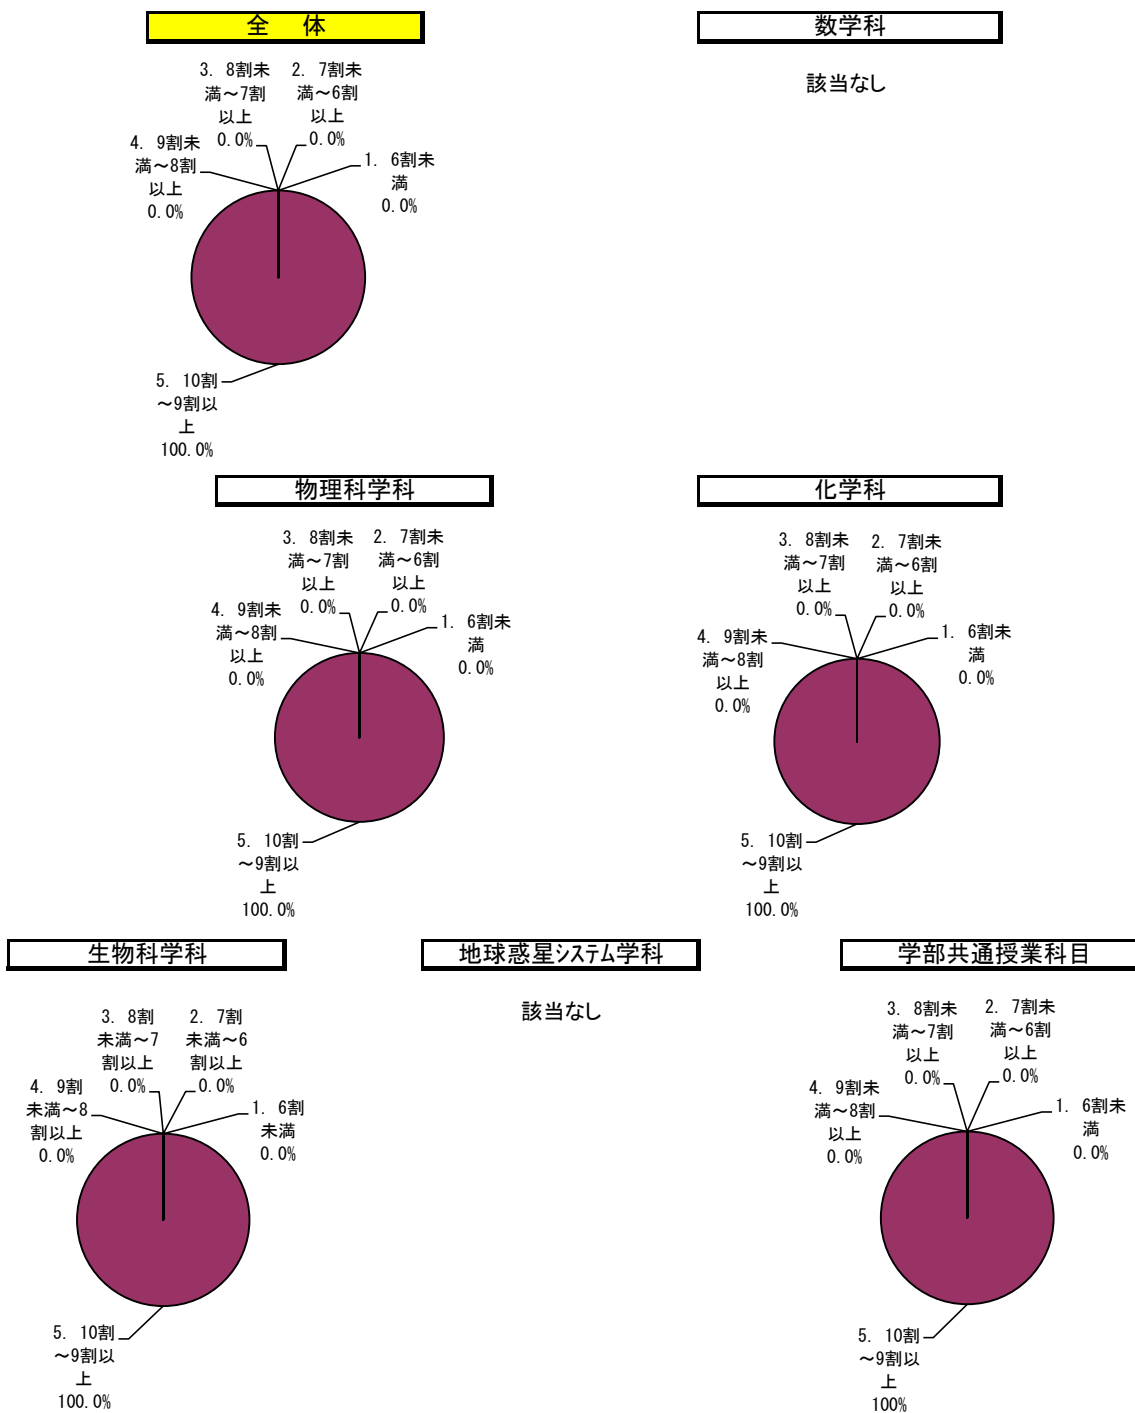 全　体
3. 8割未
満～7割
以上
0.0%
2. 7割未
満～6割
以上
0.0%
4. 9割未
満～8割
以上
0.0%
1. 6割未
満
0.0%
5. 10割
～9割以
上
100.0%
数学科
該当なし
物理科学科
3. 8割未
満～7割
以上
0.0%
2. 7割未
満～6割
以上
0.0%
4. 9割未
満～8割
以上
0.0%
1. 6割未
満
0.0%
5. 10割
～9割以
上
100.0%
化学科
3. 8割未
満～7割
以上
0.0%
2. 7割未
満～6割
以上
0.0%
4. 9割未
満～8割
以上
0.0%
1. 6割未
満
0.0%
5. 10割
～9割以
上
100.0%
生物科学科
3. 8割
未満～7
割以上
0.0%
2. 7割
未満～6
割以上
0.0%
4. 9割
未満～8
割以上
0.0%
1. 6割
未満
0.0%
5. 10割
～9割以
上
100.0%
地球惑星システム学科
該当なし
学部共通授業科目
3. 8割未
満～7割
以上
0.0%
2. 7割未
満～6割
以上
0.0%
4. 9割未
満～8割
以上
0.0%
1. 6割未
満
0.0%
5. 10割
～9割以
上
100%